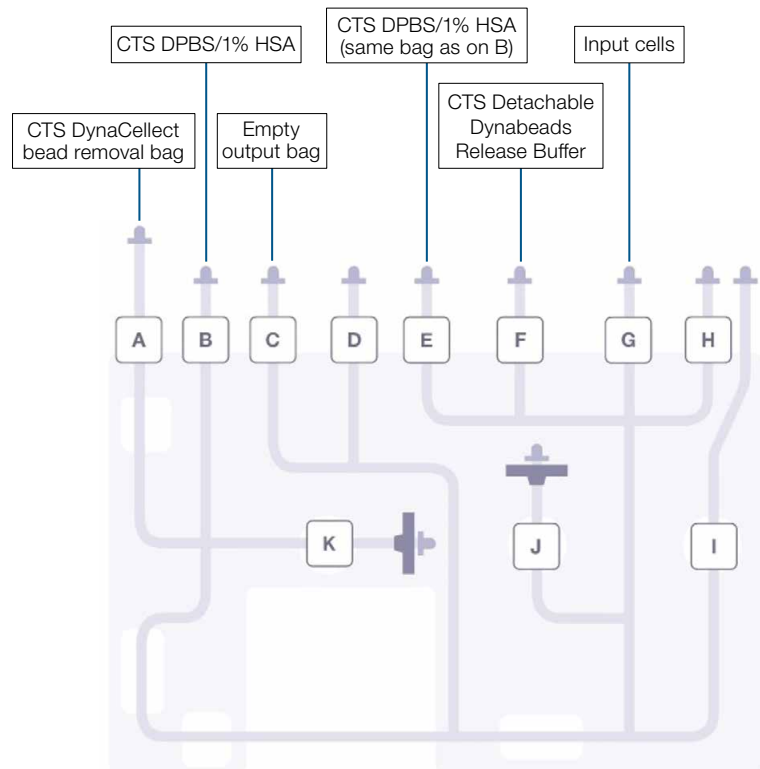 CTS DPBS/1% HSA
CTS DPBS/1% HSA
(same bag as on B)
Input cells
CTS DynaCellect
bead removal bag
Empty
output bag
CTS Detachable
Dynabeads
Release Buffer
A
B
C
D
E
F
G
H
K
J
I